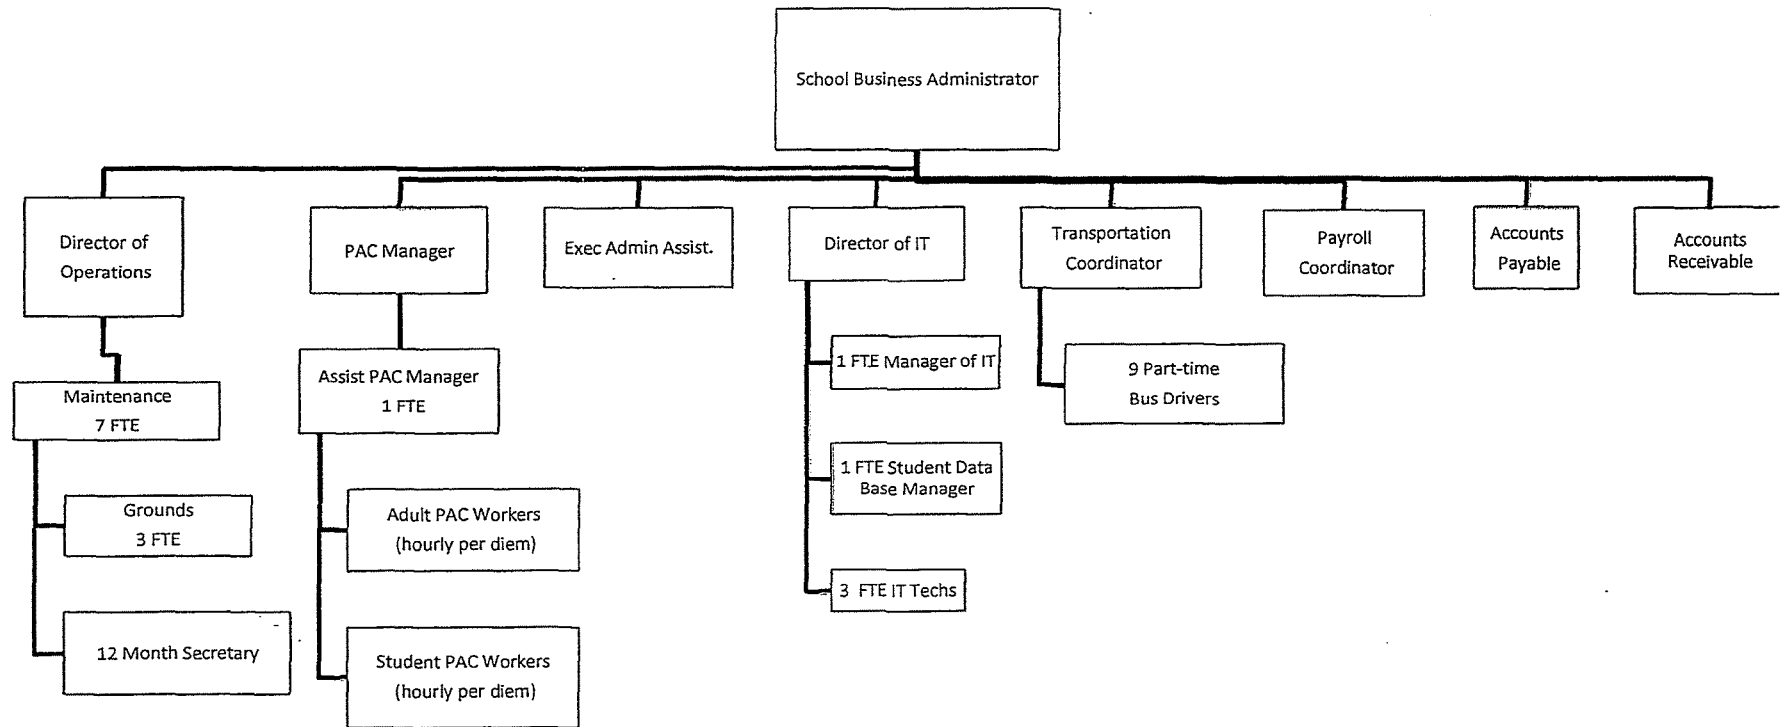 School Business Administrator
Director of
Operations
PAC Manager
Exec Admin Assist.
Director of IT
Transportation
Coordinator
Payroll
Coordinator
Accounts
Payable
Accounts
Receivable
Maintenance
7 FTE
Grounds
3 FTE
12 Month Secretary
Assist PAC Manager
1 FTE
Adult PAC Workers
(hourly per diem)
Student PAC Workers
(hourly per diem)
1 FTE Manager of IT
1 FTE Student Data
Base Manager
3 FTE IT Techs
9 Part-time
Bus Drivers